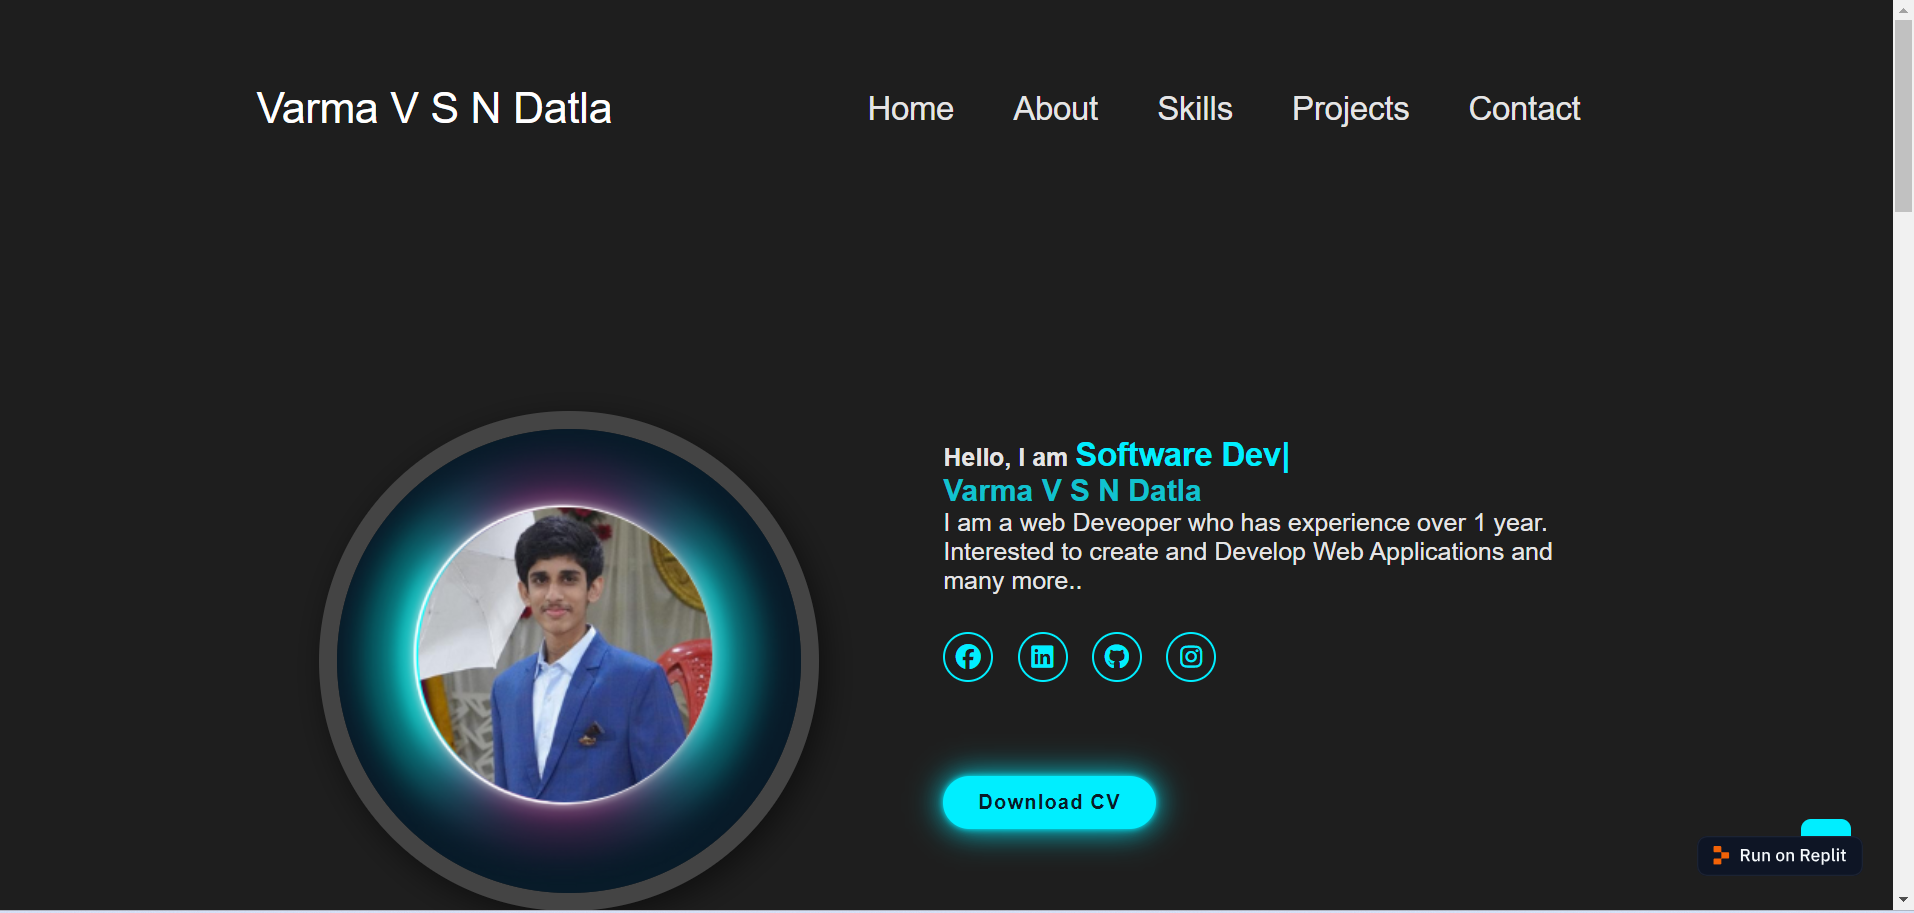 Varma V S N Datla
Home About Skills Projects Contact
Hello, I am Software Dev|
Varma V S N Datla
I am a web Deveoper who has experience over 1 year.
Interested to create and Develop Web Applications and
many more..
Download CV
Run on Replit